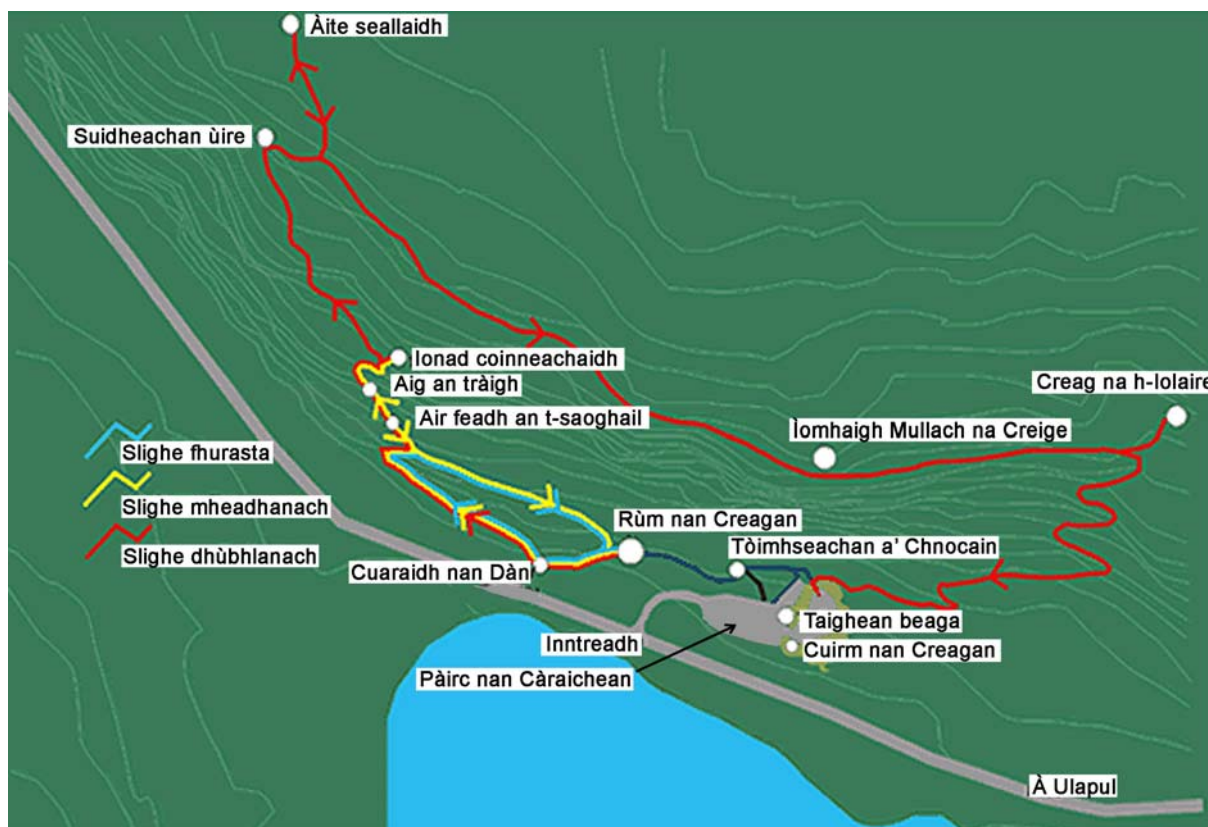 Àite seallaidh
Suidheachan ùire
Ionad coinneachaidh
Aig an tràigh
Creag na h-Iolaire
Air feadh an t-saoghail
Ìomhaigh Mullach na Creige
Slighe fhurasta
Slighe mheadhanach
Slighe dhùbhlanach
Rùm nan Creagan
Tòimhseachan a' Chnocain
Cuaraidh nan Dàn
Taighean beaga
Inntreadh
Cuirm nan Creagan
Pàirc nan Càraichean
À Ulapul